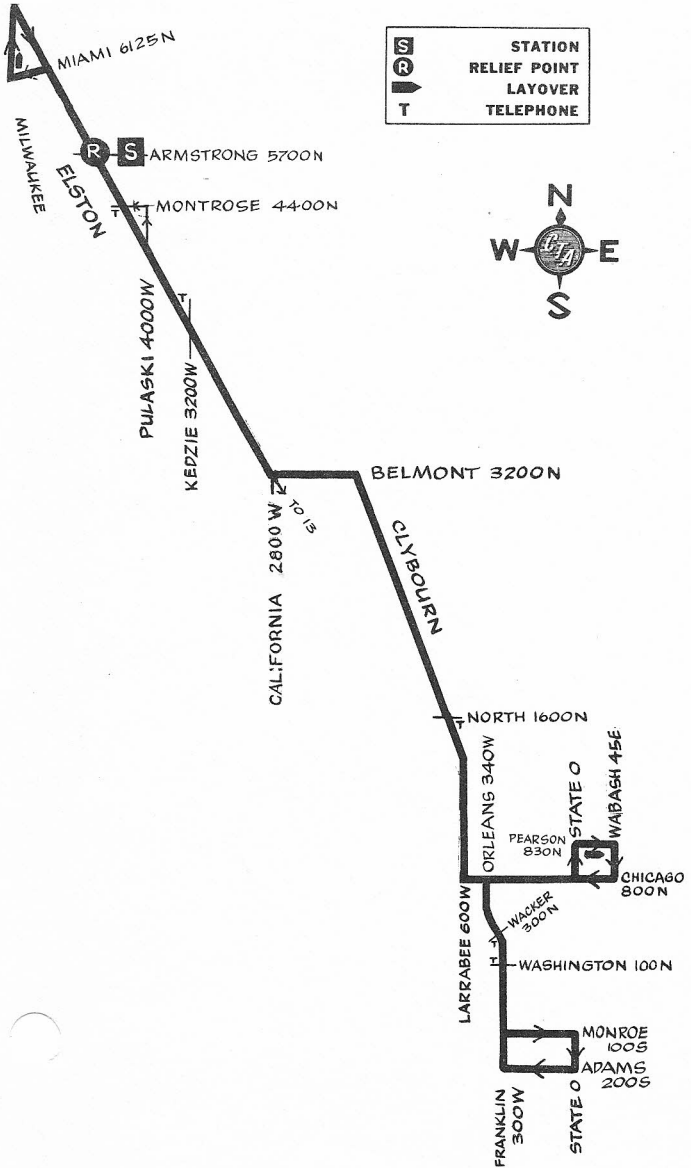 MIAMI 6125N
S STATION
R RELIEF POINT
LAYOVER
T TELEPHONE
MILWAUKEE
R
S
ARMSTRONG 5700N
ELSTON
T
MONTROSE 4400N
N
W
CTA
E
S
PULASKI 4000W
T
KEDZIE 3200W
BELMONT 3200N
TO 13
CALIFORNIA 2800 W
CLYBOURN
NORTH 1600N
T
ORLEANS 340W
STATE 0
WABASH 45E
PEARSON
830N
CHICAGO
800N
LARRABEE 600W
WACKER
300N
T
T
WASHINGTON 100N
MONROE
100S
ADAMS
200S
FRANKLIN
300W
STATE 0